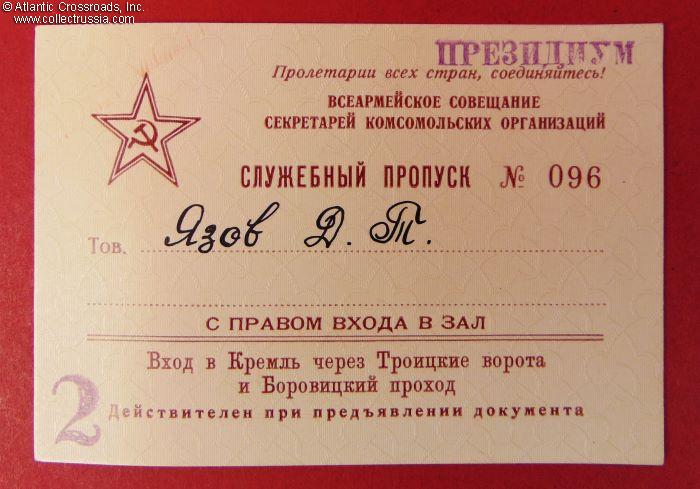 © Atlantic Crossroads, Inc.
www.collectrussia.com
ПРЕЗИДИУМ
Пролетарии всех стран, соединяйтесь!
ВСЕАРМЕЙСКОЕ СОВЕЩАНИЕ
СЕКРЕТАРЕЙ КОМСОМОЛЬСКИХ ОРГАНИЗАЦИЙ
СЛУЖЕБНЫЙ ПРОПУСК № 096
Тов. Язов Д. Т.
С ПРАВОМ ВХОДА В ЗАЛ
Вход в Кремль через Троицкие ворота
и Боровицкий проход
2 Действителен при предъявлении документа